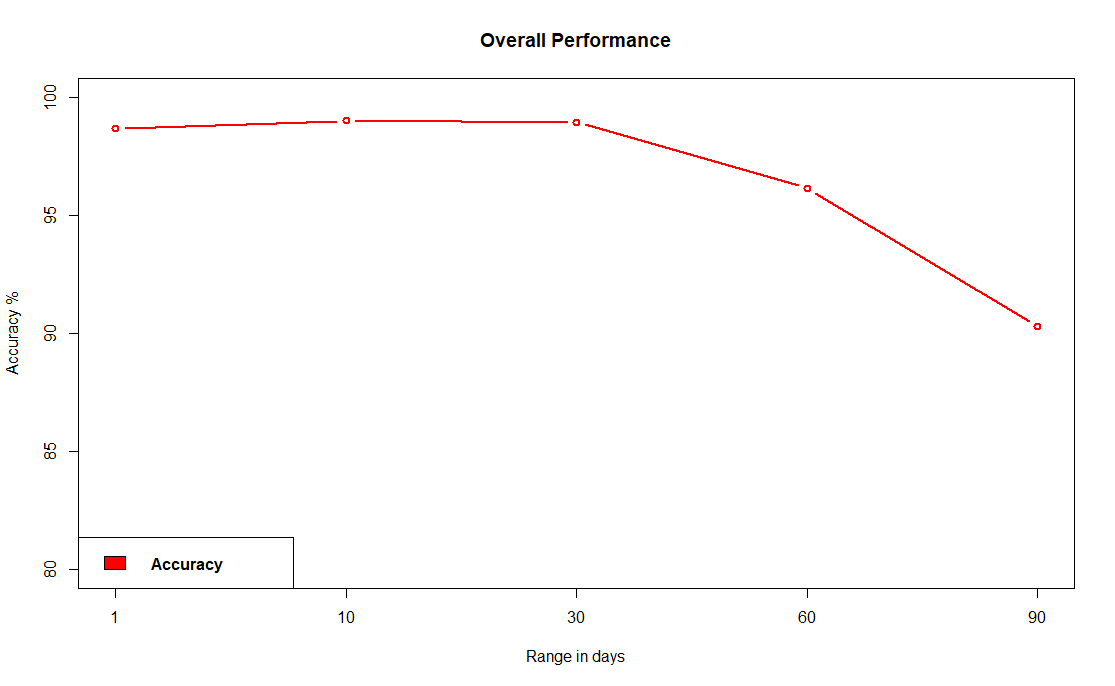 Overall Performance
100
95
90
85
80
Accuracy %
Accuracy
1 10 30 60 90
Range in days